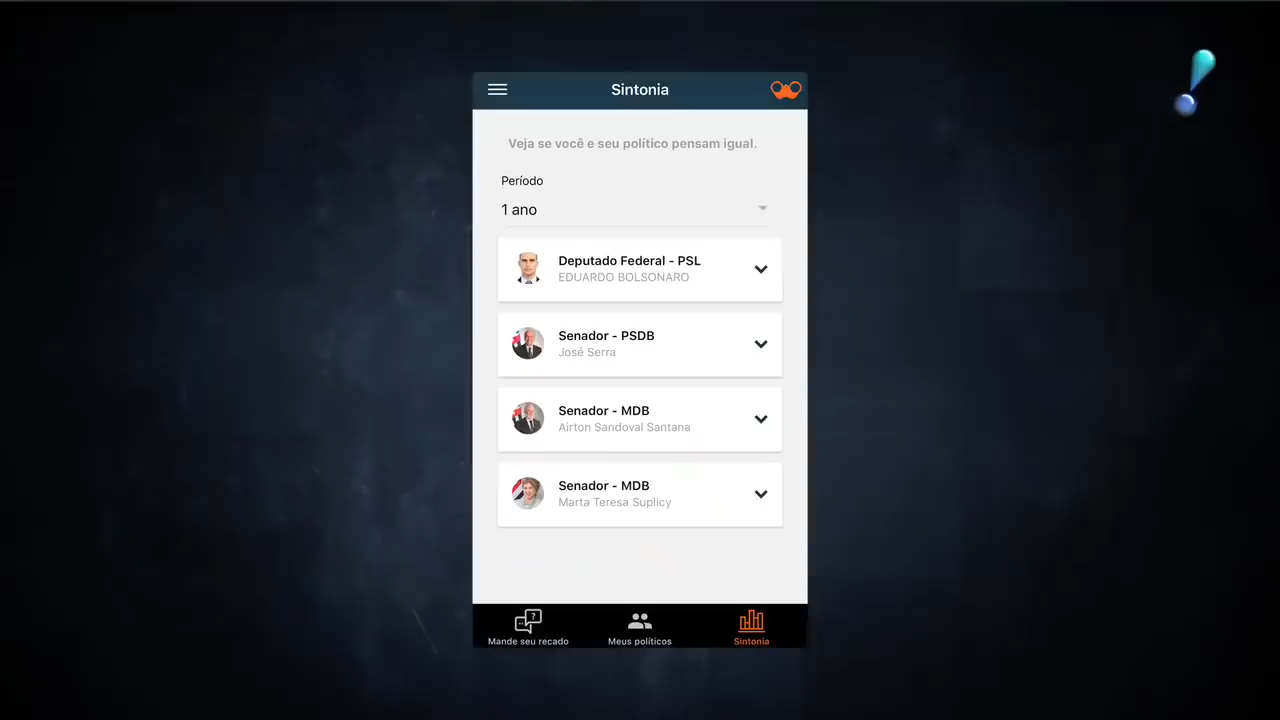 Sintonia
Veja se você e seu político pensam igual.
Período
1 ano
Deputado Federal - PSL
EDUARDO BOLSONARO
Senador - PSDB
José Serra
Senador - MDB
Airton Sandoval Santana
Senador - MDB
Marta Teresa Suplicy
Mande seu recado
Meus políticos
Sintonia